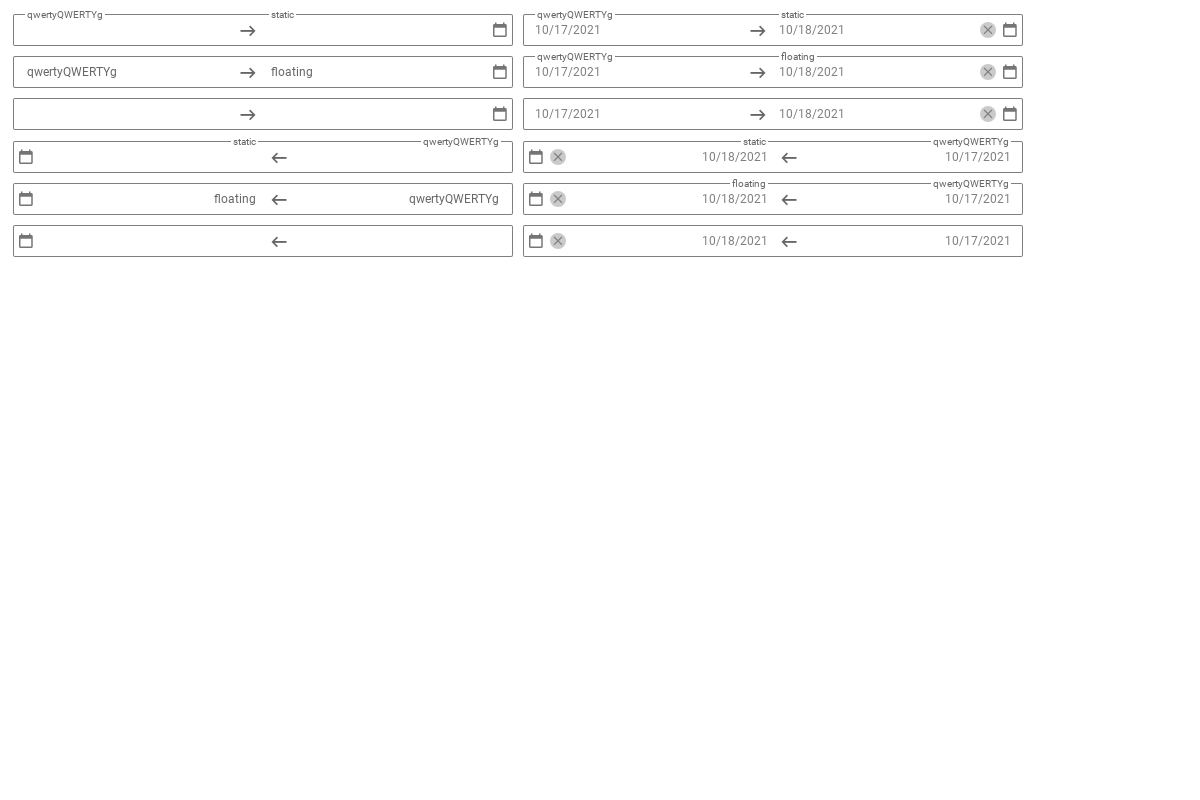 qwertyQWERTYg static qwertyQWERTYg static
10/17/2021 10/18/2021
qwertyQWERTYg floating
qwertyQWERTYg floating 10/17/2021 10/18/2021
10/17/2021 10/18/2021
static qwertyQWERTYg static qwertyQWERTYg
10/18/2021 10/17/2021
floating qwertyQWERTYg
floating qwertyQWERTYg 10/18/2021 10/17/2021
10/18/2021 10/17/2021